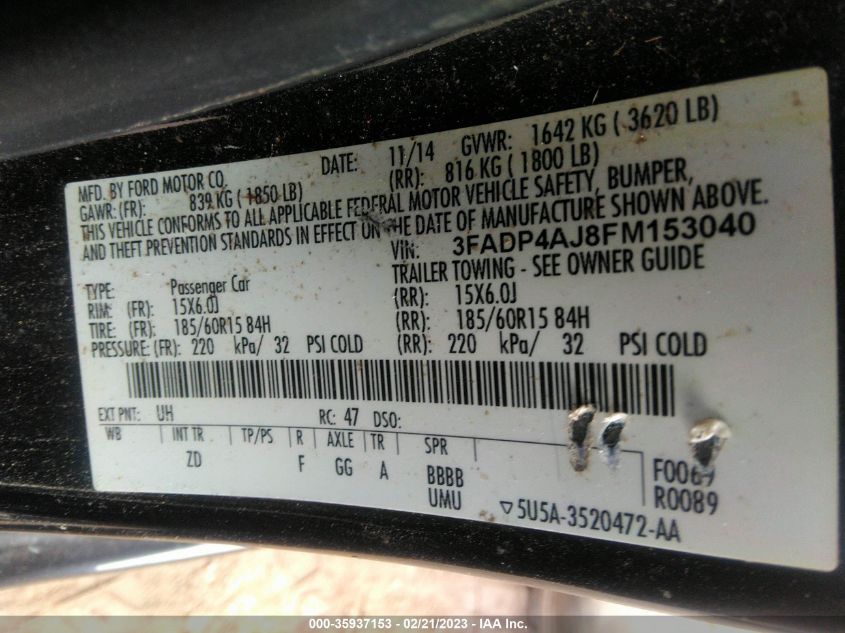 MFD. BY FORD MOTOR CO. DATE: 11/14 GVWR: 1642 KG ( 3620 LB)
GAWR: (FR): 839 KG ( 1850 LB) (RR): 816 KG ( 1800 LB)
THIS VEHICLE CONFORMS TO ALL APPLICABLE FEDERAL MOTOR VEHICLE SAFETY, BUMPER,
AND THEFT PREVENTION STANDARDS IN EFFECT ON THE DATE OF MANUFACTURE SHOWN ABOVE.
VIN: 3FADP4AJ8FM153040
TYPE: Passenger Car TRAILER TOWING - SEE OWNER GUIDE
RIM: (FR): 15X6.0J (RR): 15X6.0J
TIRE: (FR): 185/60R15 84H (RR): 185/60R15 84H
PRESSURE: (FR): 220 kPa/ 32 PSI COLD (RR): 220 kPa/ 32 PSI COLD
EXT PNT: UH RC: 47 DSO:
WB INT TR TP/PS R AXLE TR SPR
ZD F GG A BBBB F0069
UMU R0089
▽5U5A-3520472-AA
000-35937153 - 02/21/2023 - IAA Inc.